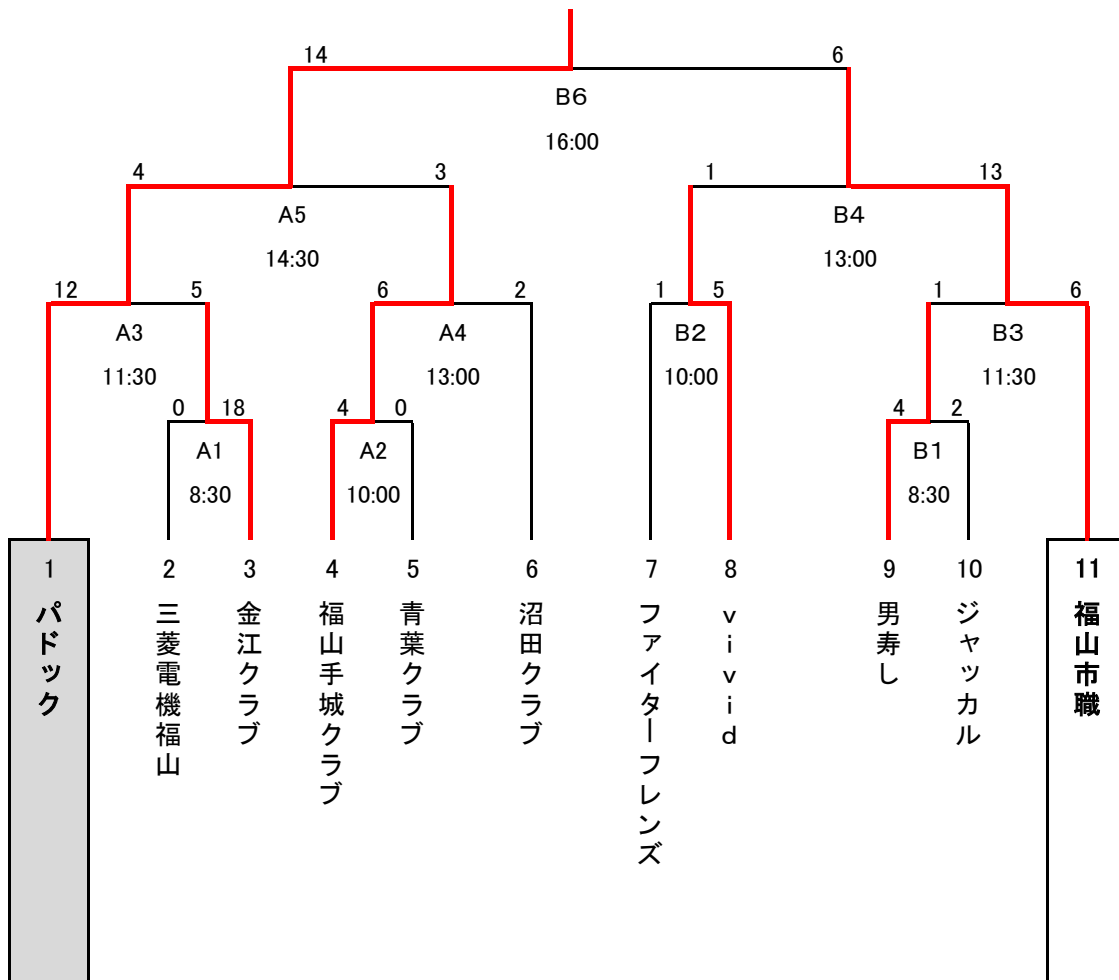 14 6
B6
16:00
4 3 1 13
A5 B4
14:30 13:00
12 5 6 2 1 5 1 6
A3 A4 B2 B3
11:30 13:00 10:00 11:30
0 18 4 0 4 2
A1 A2 B1
8:30 10:00 8:30
1 2 3 4 5 6 7 8 9 10 11
パドック
三菱電機福山
金江クラブ
福山手城クラブ
青葉クラブ
沼田クラブ
ファイターフレンズ
ｖｉｖｉｄ
男寿し
ジャッカル
福山市職